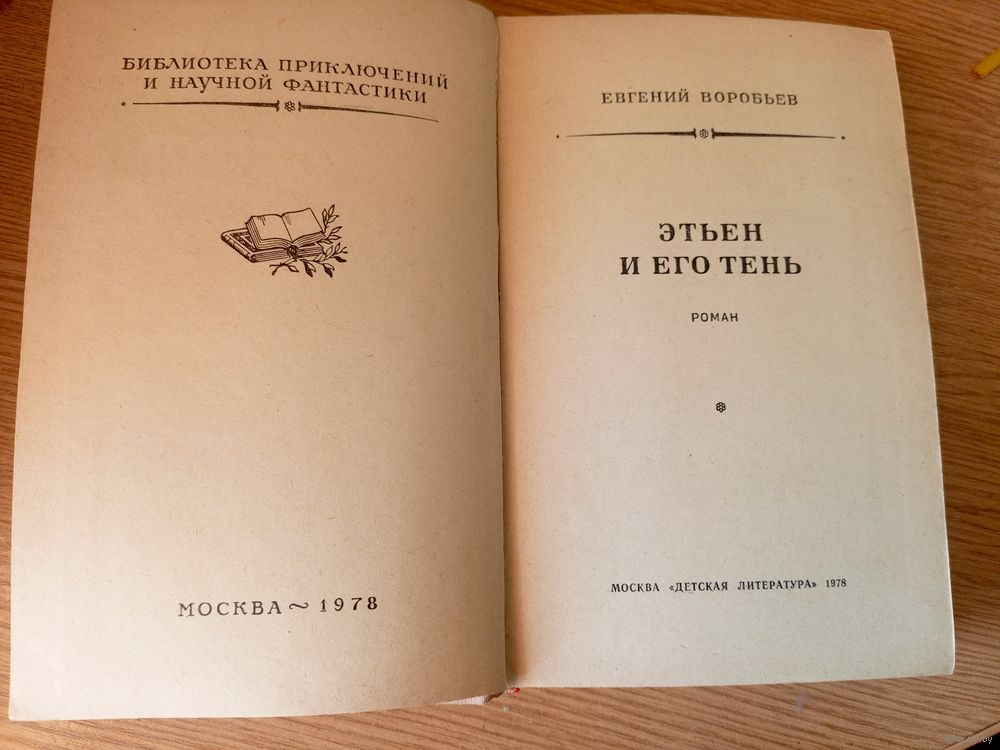 БИБЛИОТЕКА ПРИКЛЮЧЕНИЙ
И НАУЧНОЙ ФАНТАСТИКИ
МОСКВА ~ 1978
ЕВГЕНИЙ ВОРОБЬЕВ
ЭТЬЕН
И ЕГО ТЕНЬ
РОМАН
МОСКВА «ДЕТСКАЯ ЛИТЕРАТУРА» 1978